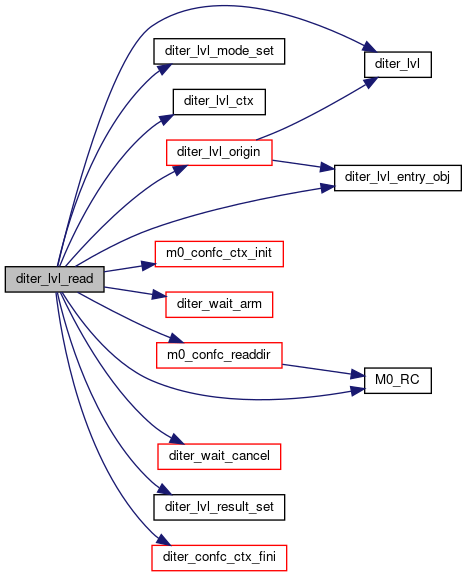 diter_lvl_mode_set
diter_lvl
diter_lvl_ctx
diter_lvl_origin
diter_lvl_entry_obj
m0_confc_ctx_init
diter_lvl_read
diter_wait_arm
m0_confc_readdir
M0_RC
diter_wait_cancel
diter_lvl_result_set
diter_confc_ctx_fini